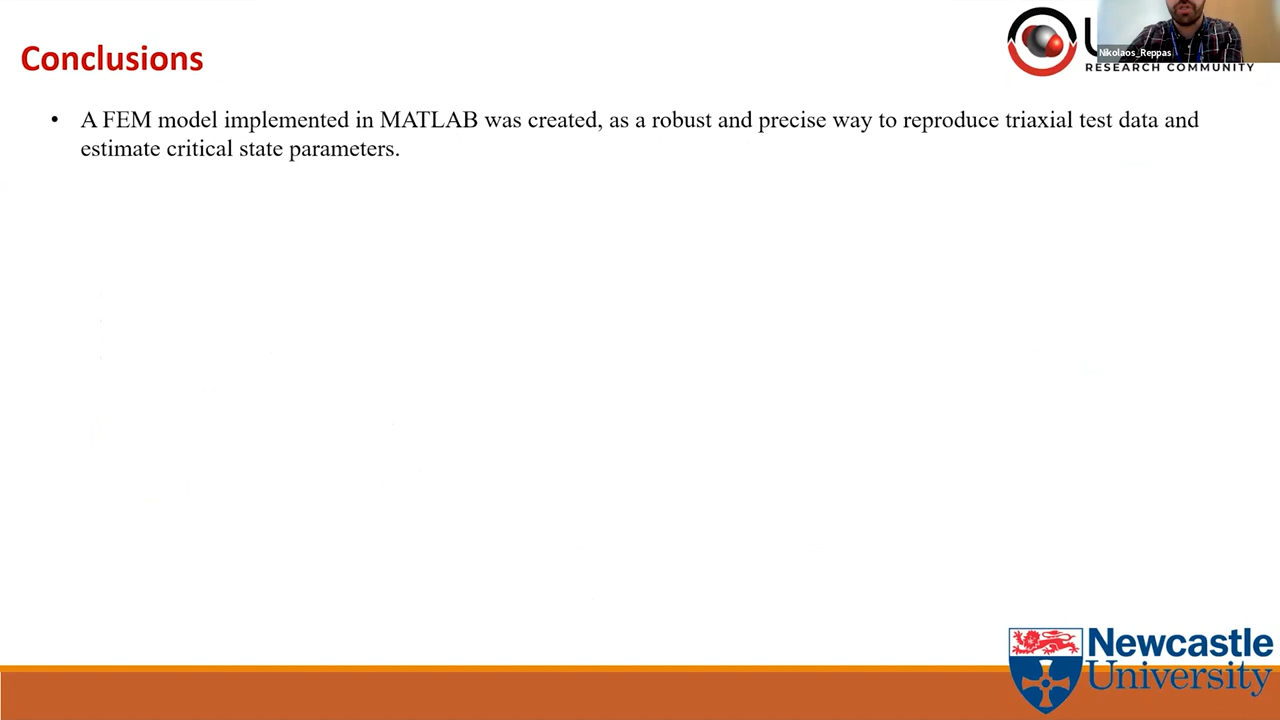 Conclusions
Nikolaos_Reppas
RESEARCH COMMUNITY
• A FEM model implemented in MATLAB was created, as a robust and precise way to reproduce triaxial test data and
estimate critical state parameters.
Newcastle
University